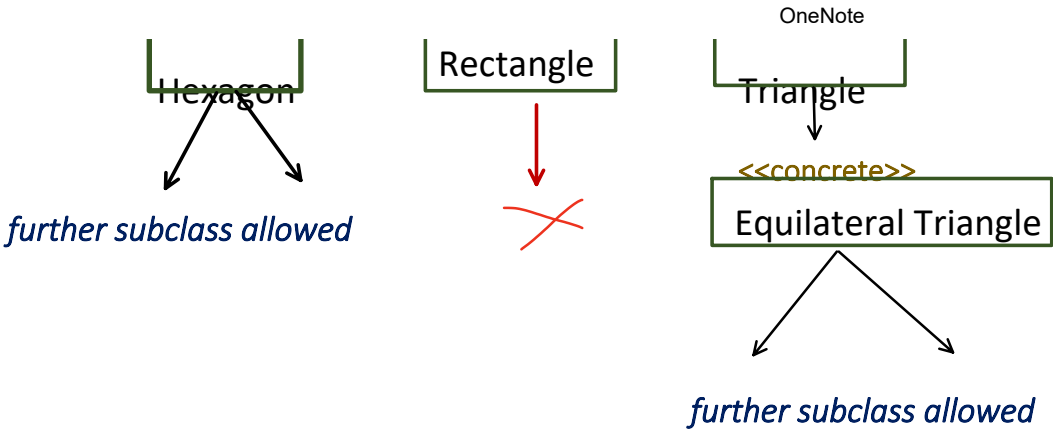 OneNote
Hexagon
Rectangle
Triangle
<<concrete>>
further subclass allowed
Equilateral Triangle
further subclass allowed